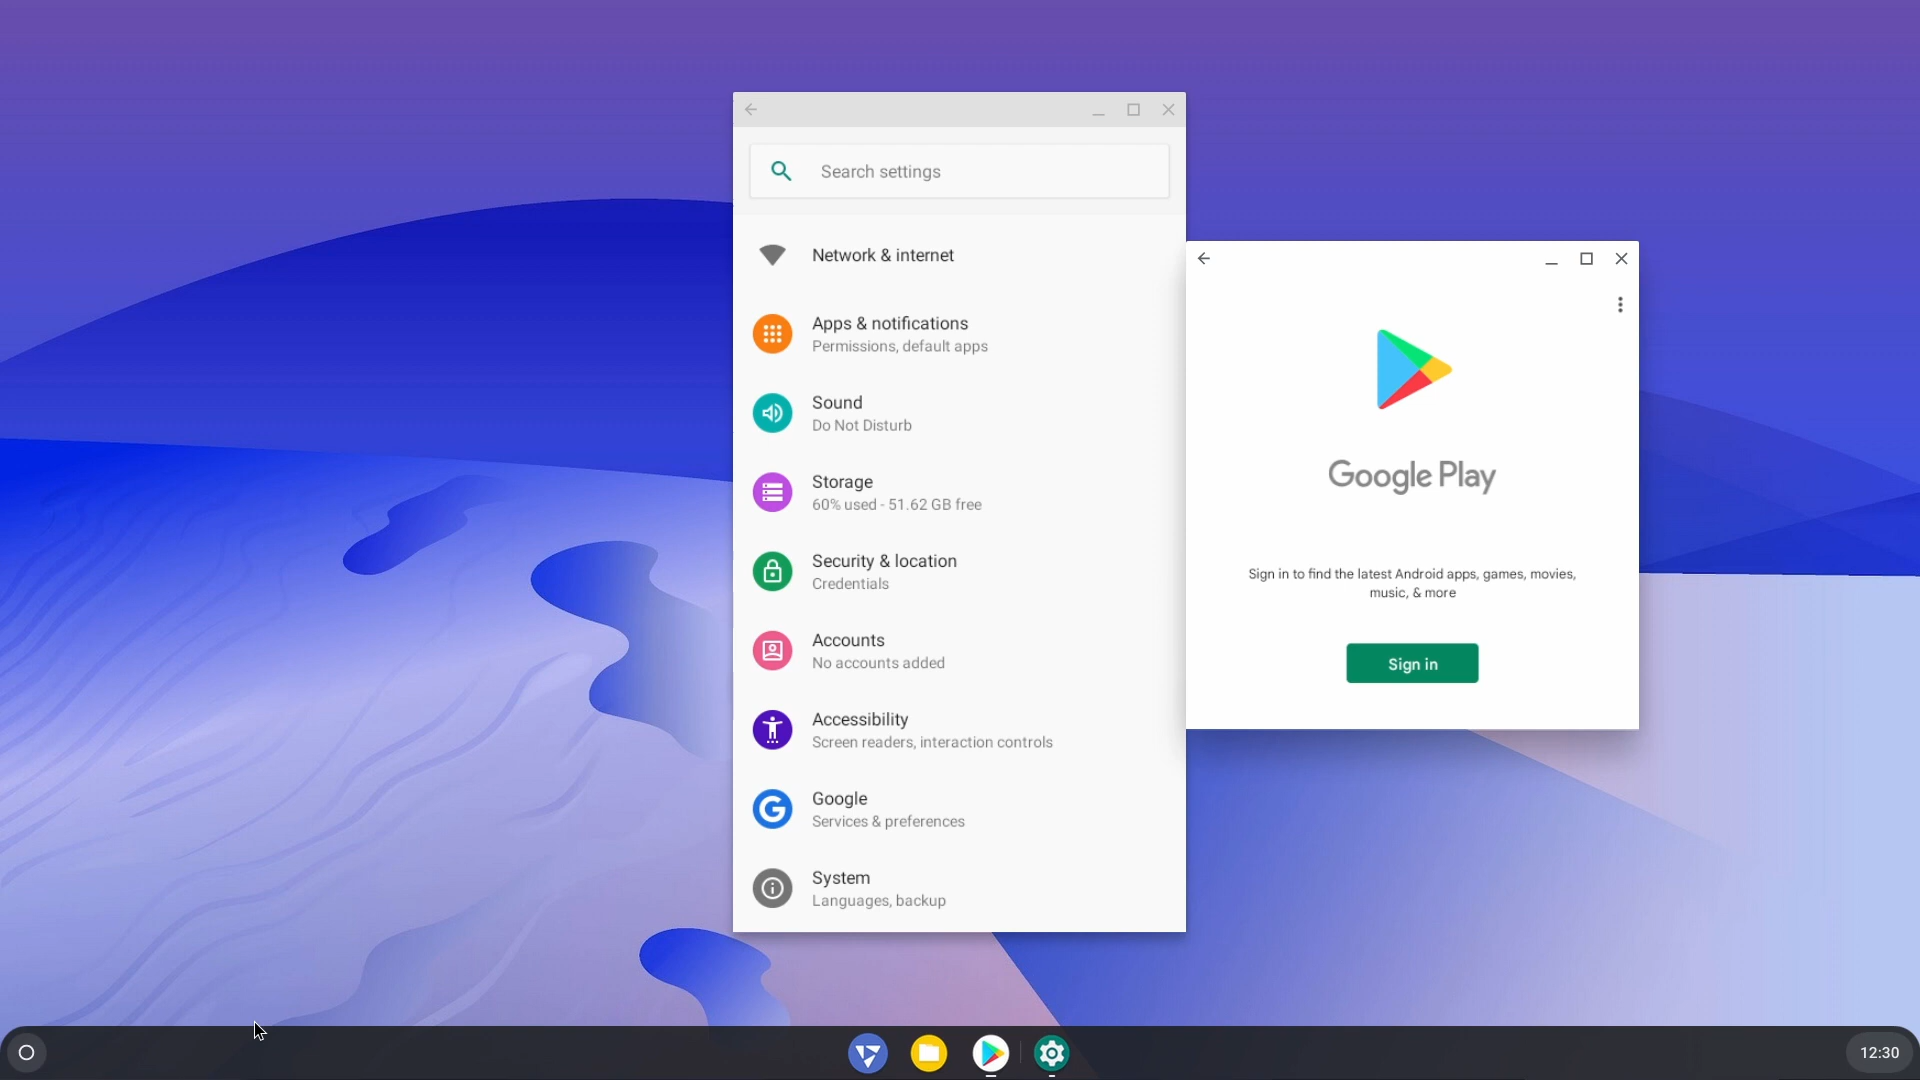 Search settings
Network & internet
Apps & notifications
Permissions, default apps
Sound
Do Not Disturb
Storage
60% used - 51.62 GB free
Security & location
Credentials
Accounts
No accounts added
Accessibility
Screen readers, interaction controls
Google
Services & preferences
System
Languages, backup
Google Play
Sign in to find the latest Android apps, games, movies,
music, & more
Sign in
12:30